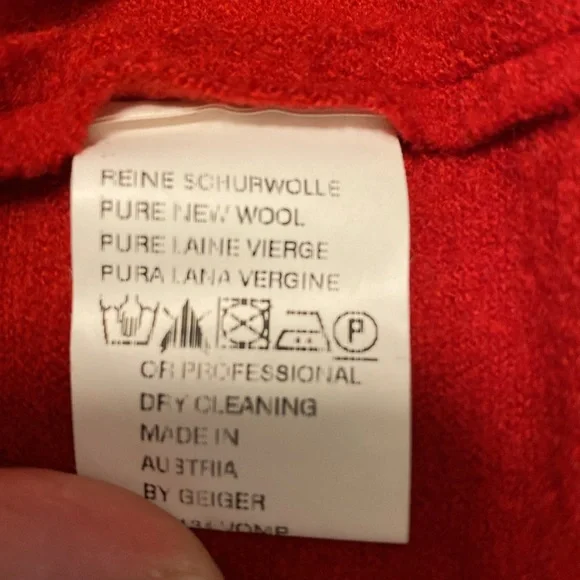 REINE SCHURWOLLE
PURE NEW WOOL
PURE LAINE VIERGE
PURA LANA VERGINE
P
OR PROFESSIONAL
DRY CLEANING
MADE IN
AUSTRIA
BY GEIGER
VOMP